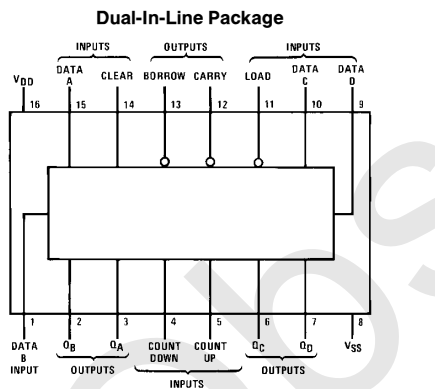 Dual-In-Line Package
INPUTS OUTPUTS INPUTS
VDD DATA A CLEAR BORROW CARRY LOAD DATA C DATA D
16 15 14 13 12 11 10 9
1 2 3 4 5 6 7 8
DATA B INPUT QB QA COUNT DOWN COUNT UP QC QD VSS
OUTPUTS INPUTS OUTPUTS